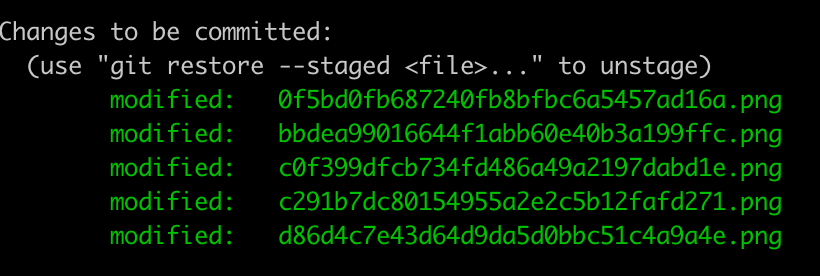 Changes to be committed:
(use "git restore --staged <file>..." to unstage)
modified: 0f5bd0fb687240fb8bfbc6a5457ad16a.png
modified: bbdea99016644f1abb60e40b3a199ffc.png
modified: c0f399dfcb734fd486a49a2197dabd1e.png
modified: c291b7dc80154955a2e2c5b12fafd271.png
modified: d86d4c7e43d64d9da5d0bbc51c4a9a4e.png